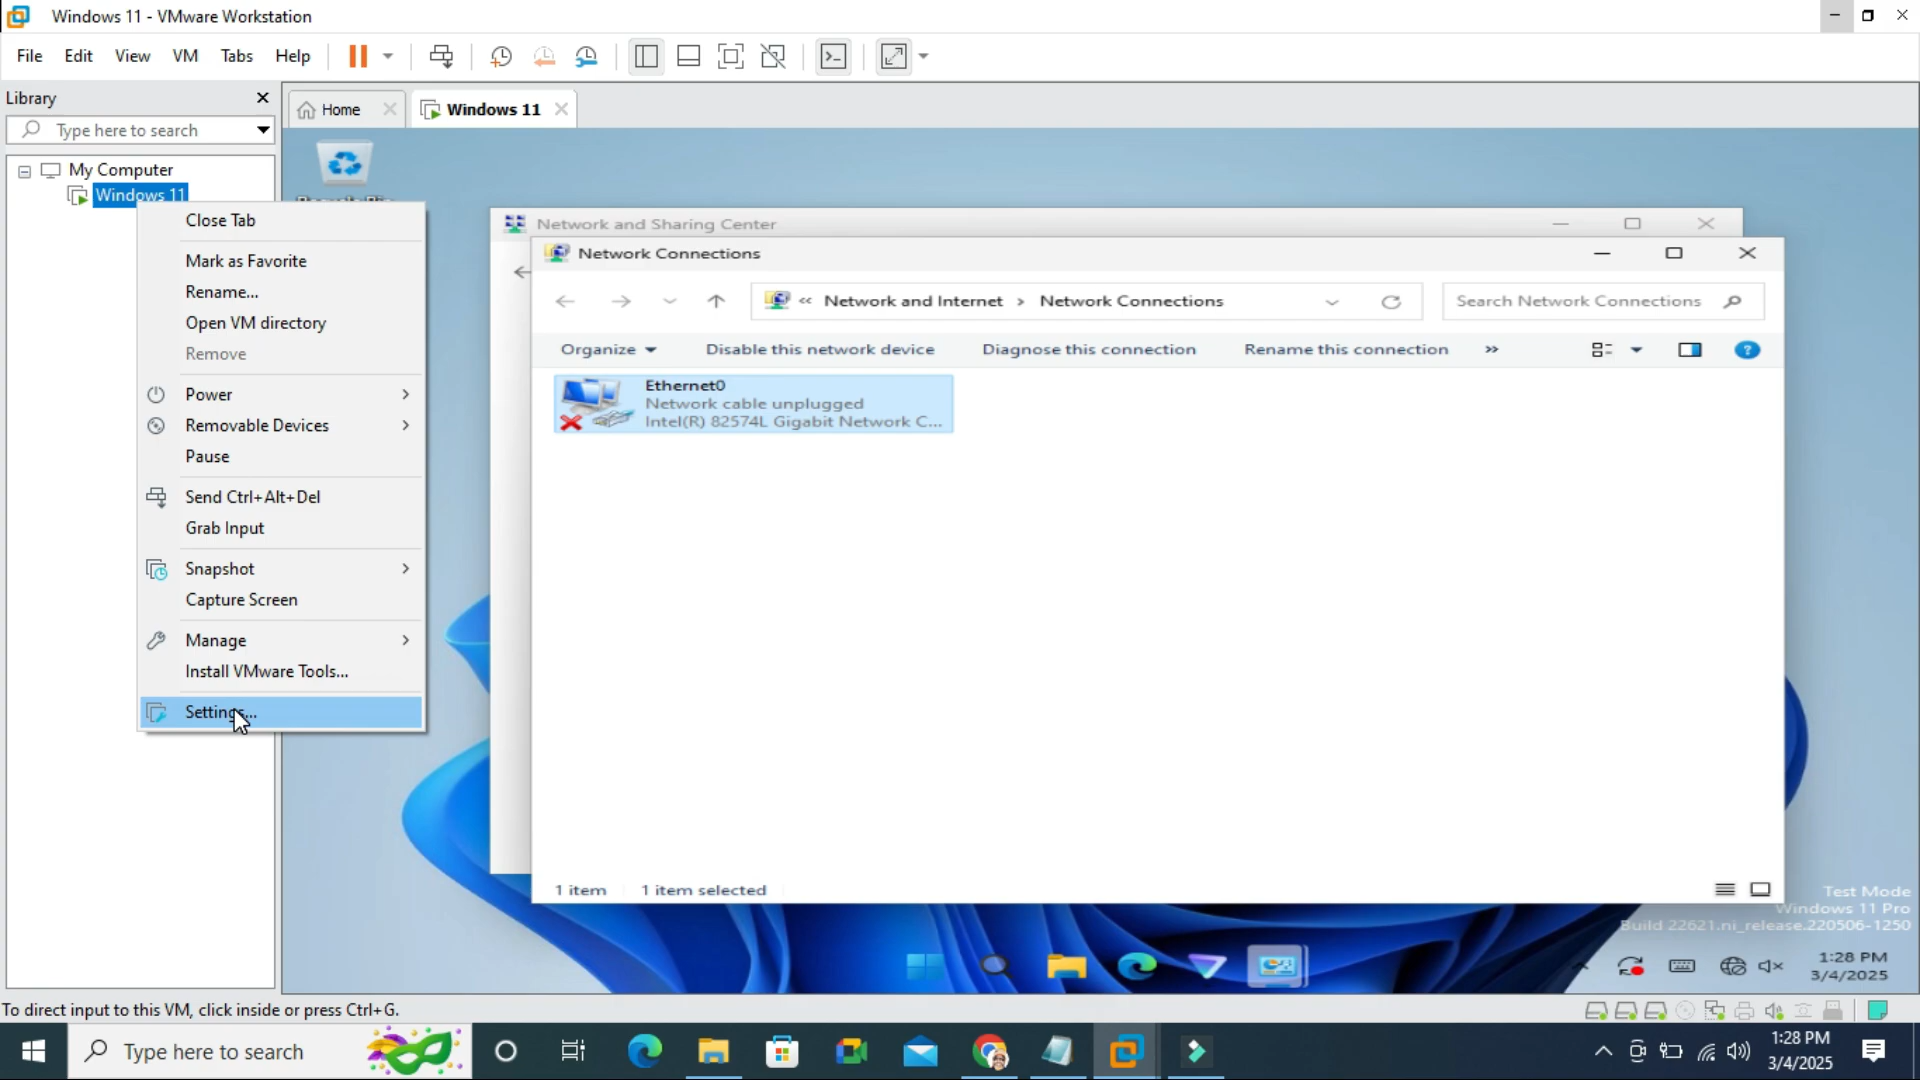 Windows 11 - VMware Workstation
File Edit View VM Tabs Help
Library
Type here to search
Home
Windows 11
My Computer
Windows 11
Close Tab
Mark as Favorite
Rename...
Open VM directory
Remove
Power
Removable Devices
Pause
Send Ctrl+Alt+Del
Grab Input
Snapshot
Capture Screen
Manage
Install VMware Tools...
Settings...
Network and Sharing Center
Network Connections
« Network and Internet › Network Connections
Search Network Connections
Organize Disable this network device Diagnose this connection Rename this connection »
Ethernet0
Network cable unplugged
Intel(R) 82574L Gigabit Network C...
1 item 1 item selected
Test Mode
Windows 11 Pro
Build 22621.ni_release.220506-1250
1:28 PM
3/4/2025
To direct input to this VM, click inside or press Ctrl+G.
Type here to search
1:28 PM
3/4/2025